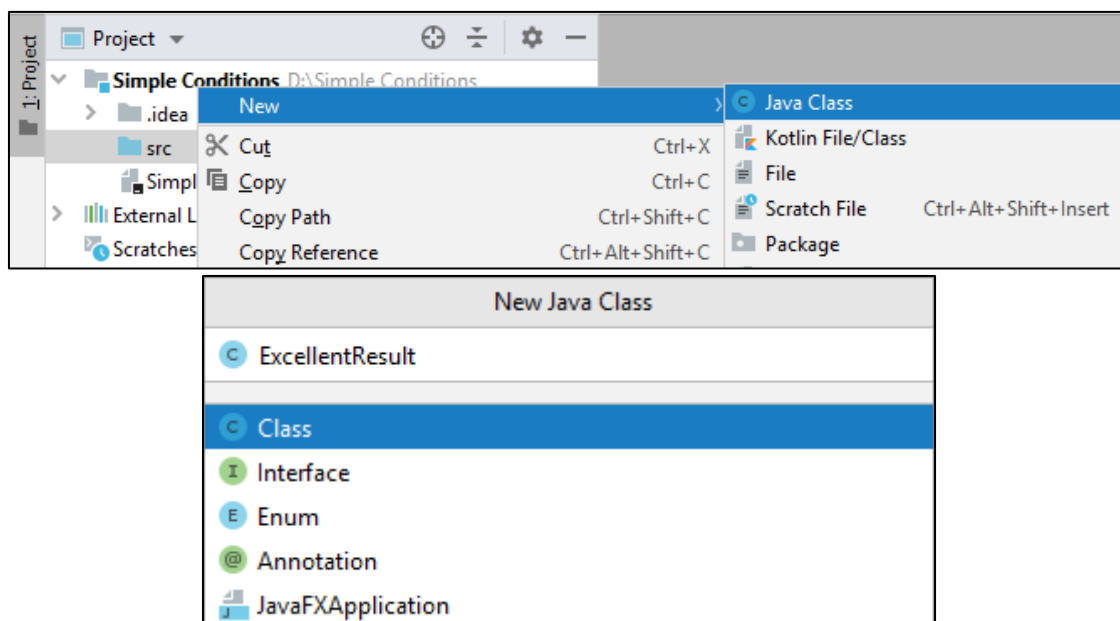 1: Project
Project
Simple Conditions D:\Simple Conditions
.idea
src
Simpl
External L
Scratches
New
Cut Ctrl+X
Copy Ctrl+C
Copy Path Ctrl+Shift+C
Copy Reference Ctrl+Alt+Shift+C
Java Class
Kotlin File/Class
File
Scratch File Ctrl+Alt+Shift+Insert
Package
New Java Class
C ExcellentResult
C Class
I Interface
E Enum
@ Annotation
J JavaFXApplication